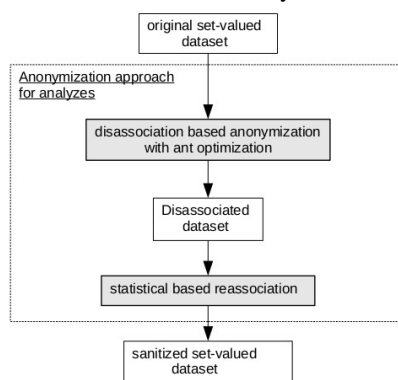 original set-valued
dataset
Anonymization approach
for analyzes
disassociation based anonymization
with ant optimization
Disassociated
dataset
statistical based reassociation
sanitized set-valued
dataset